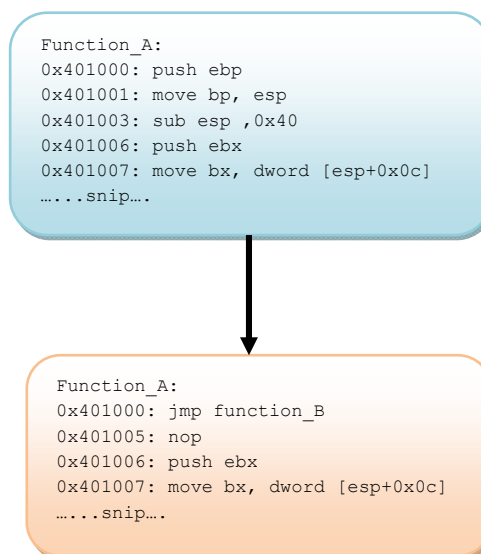 Function_A:
0x401000: push ebp
0x401001: move bp, esp
0x401003: sub esp ,0x40
0x401006: push ebx
0x401007: move bx, dword [esp+0x0c]
…...snip….
Function_A:
0x401000: jmp function_B
0x401005: nop
0x401006: push ebx
0x401007: move bx, dword [esp+0x0c]
…...snip….